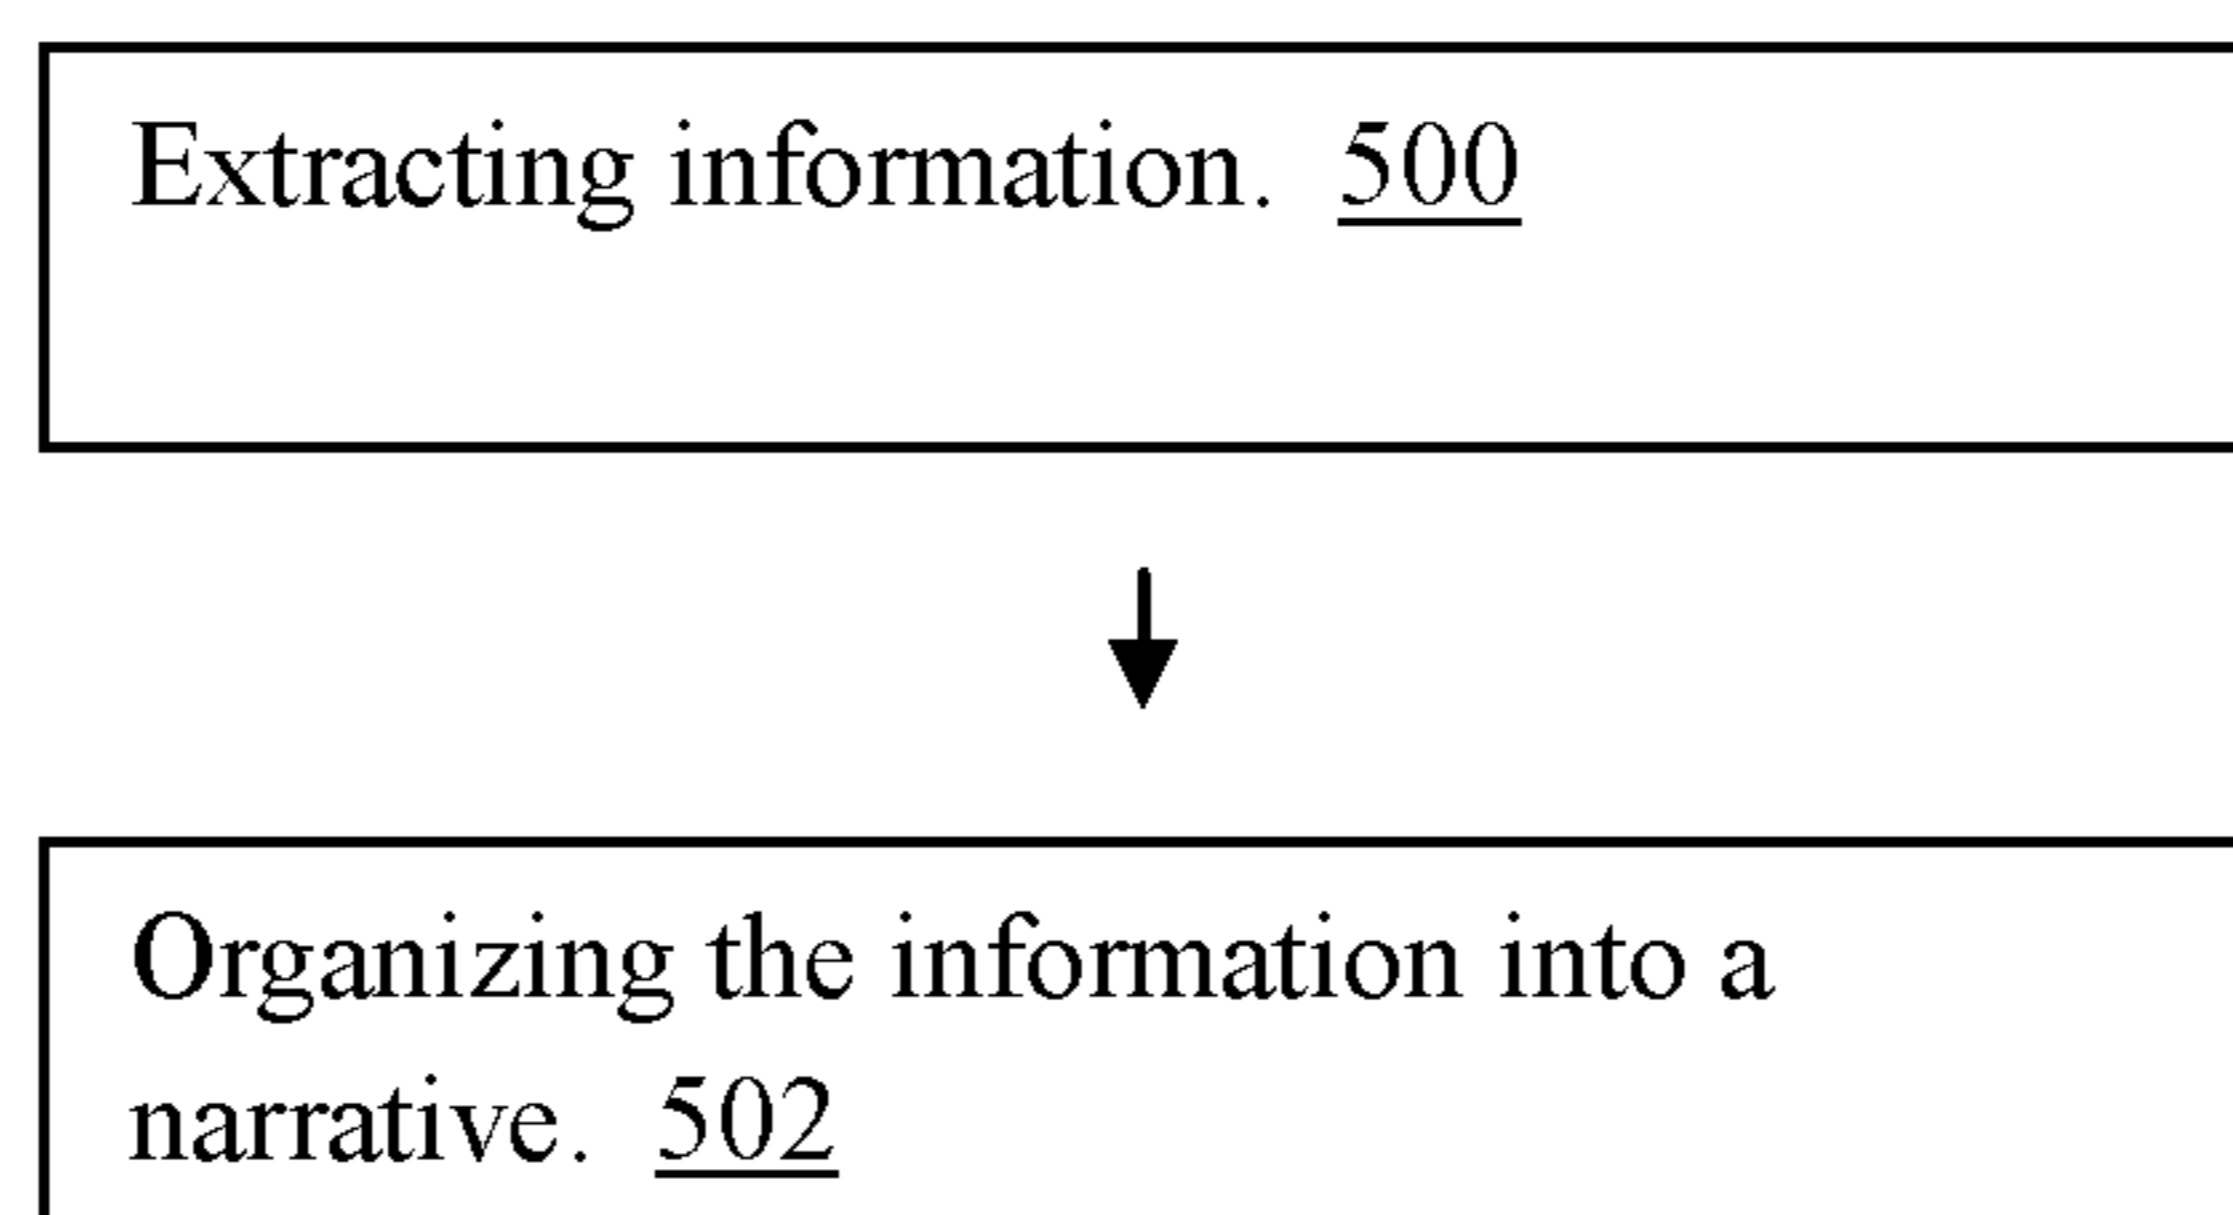 Extracting information. 500
Organizing the information into a
narrative. 502